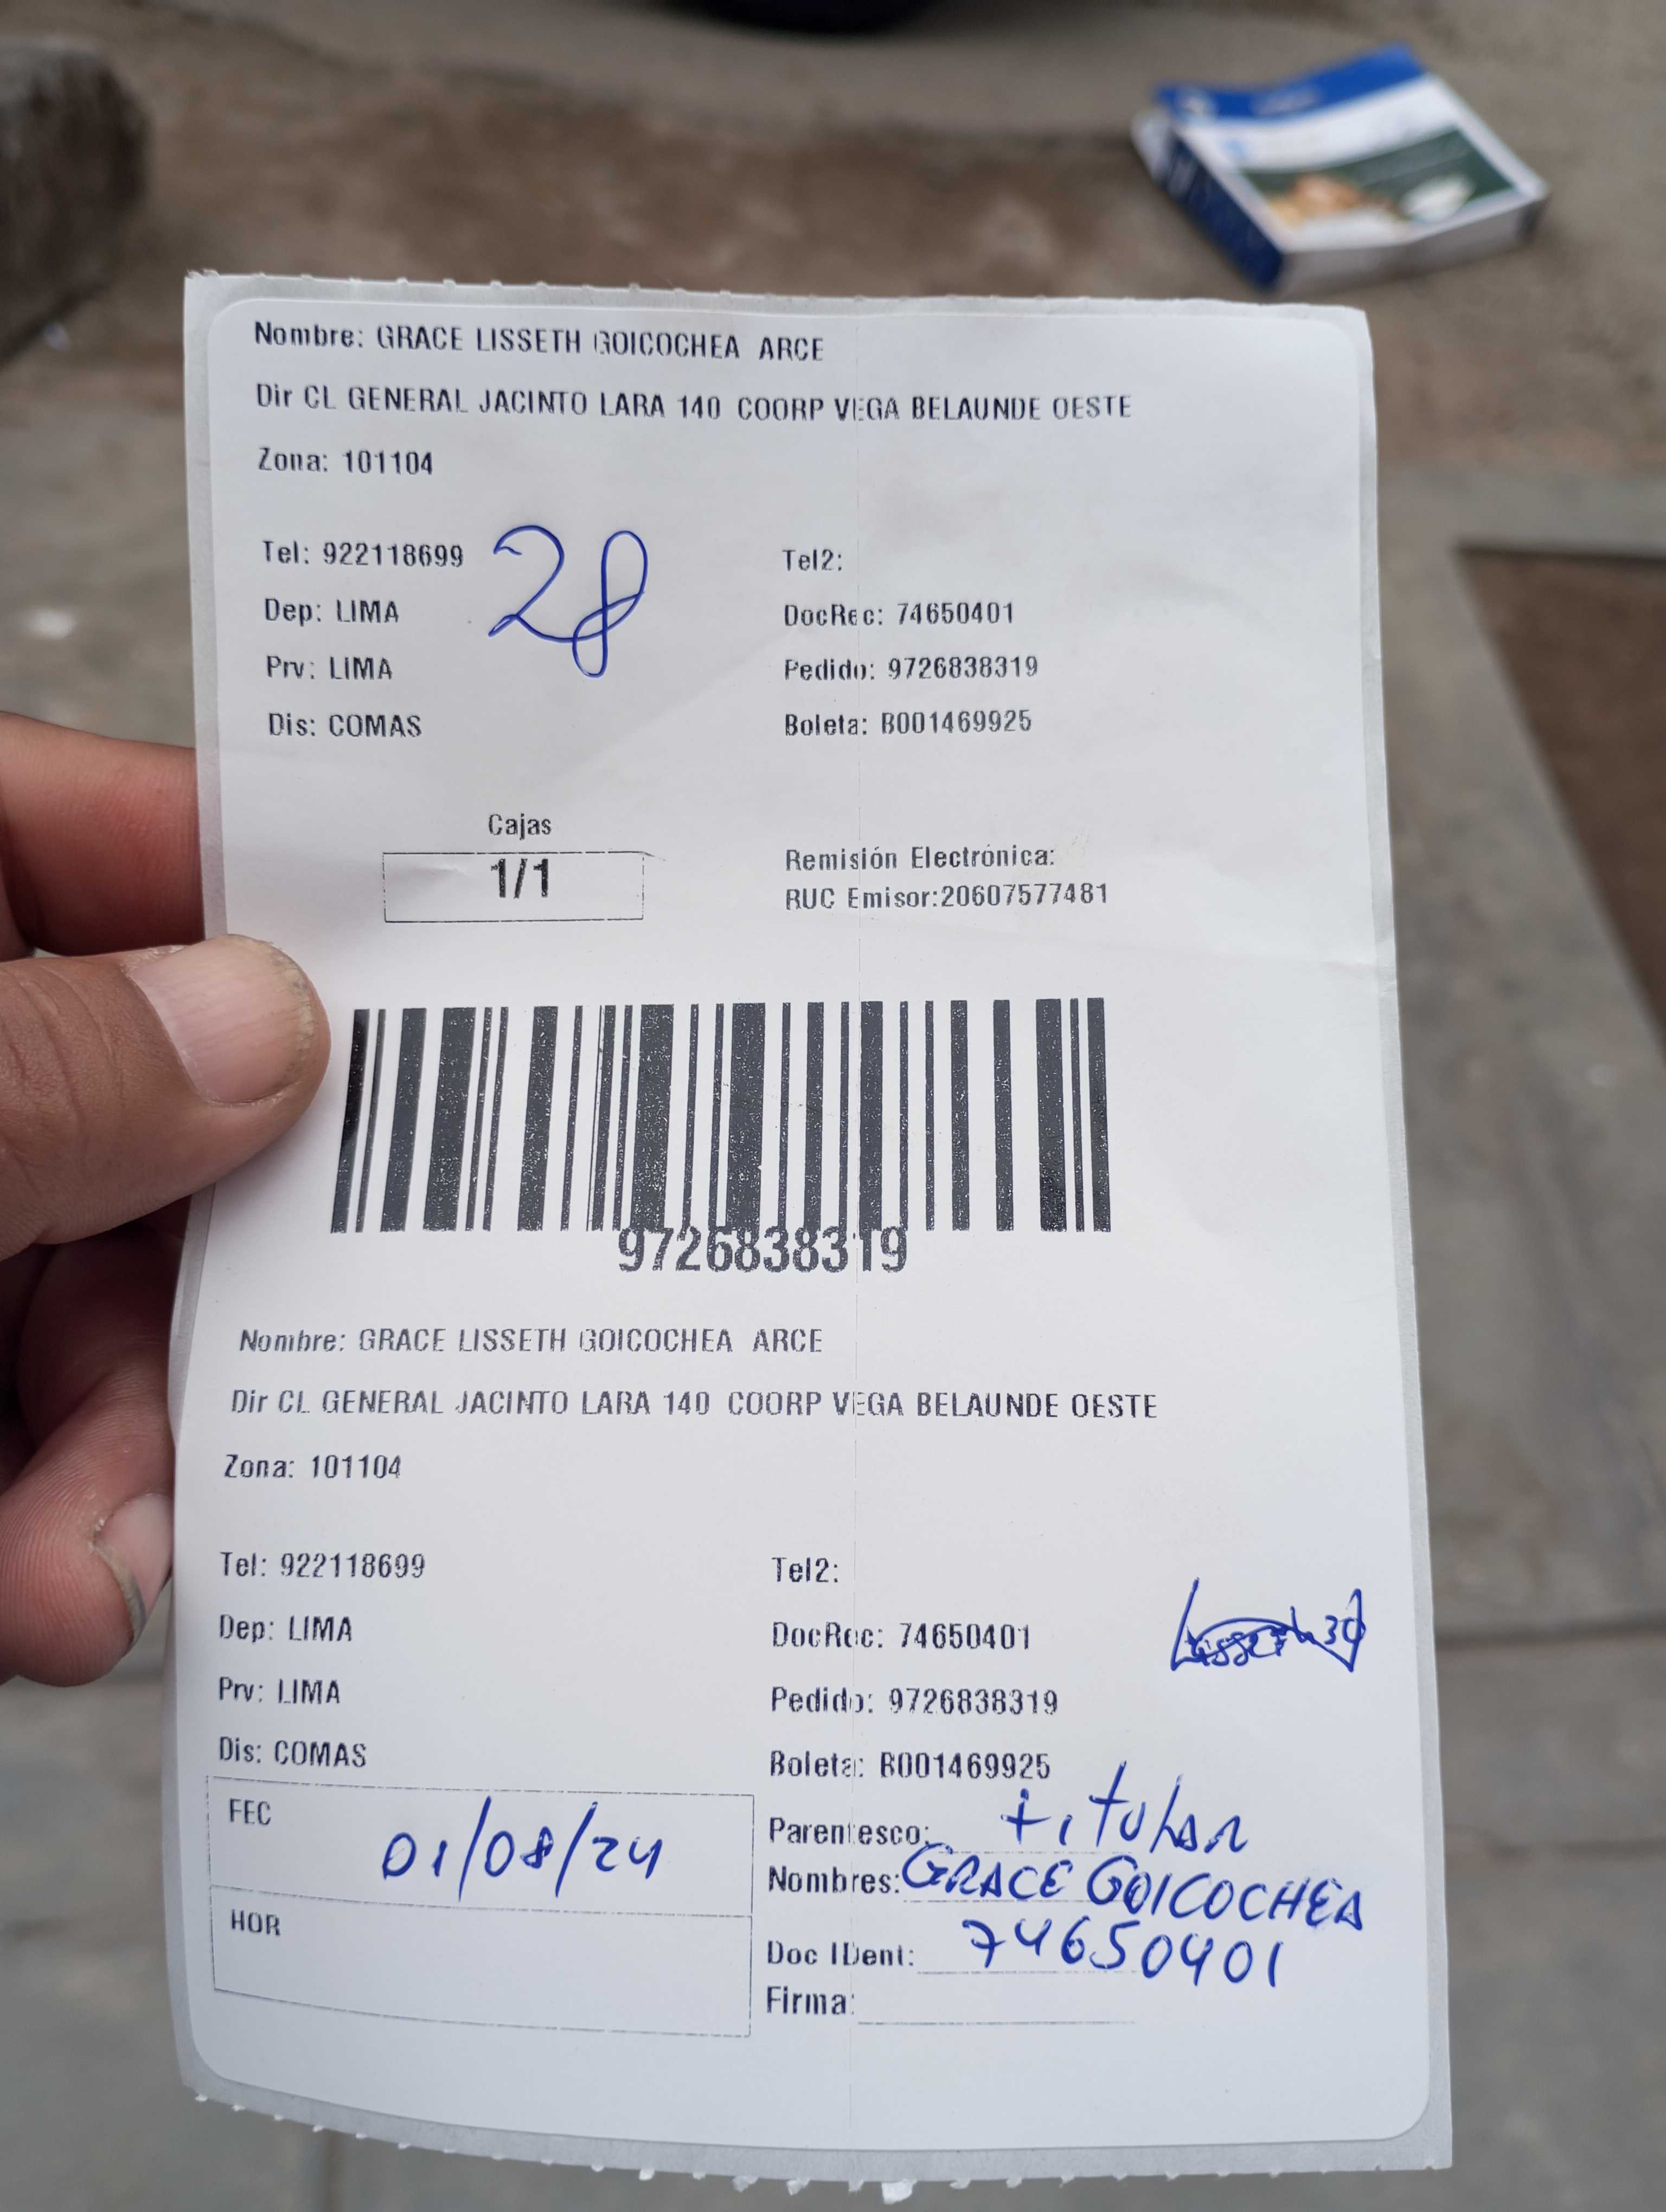 Nombre: GRACE LISSETH GOICOCHEA ARCE
Dir CL GENERAL JACINTO LARA 140 COORP VEGA BELAUNDE OESTE
Zona: 101104
Tel: 922118699 28 Tel2:
Dep: LIMA DocRec: 74650401
Prv: LIMA Pedido: 9726838319
Dis: COMAS Boleta: B001469925
Cajas
1/1
Remisión Electrónica:
RUC Emisor:20607577481
9726838319
Nombre: GRACE LISSETH GOICOCHEA ARCE
Dir CL GENERAL JACINTO LARA 140 COORP VEGA BELAUNDE OESTE
Zona: 101104
Tel: 922118699 Tel2:
Dep: LIMA DocRec: 74650401
Prv: LIMA Pedido: 9726838319
Dis: COMAS Boleta: B001469925
FEC 01/08/24
HOR
Parentesco: titular
Nombres: GRACE GOICOCHEA
Doc IDent: 74650401
Firma: